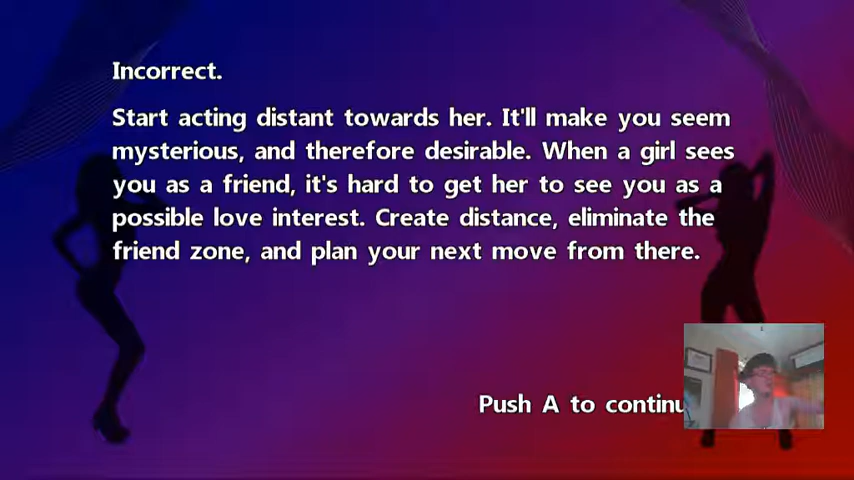 Incorrect.
Start acting distant towards her. It'll make you seem
mysterious, and therefore desirable. When a girl sees
you as a friend, it's hard to get her to see you as a
possible love interest. Create distance, eliminate the
friend zone, and plan your next move from there.
Push A to continu